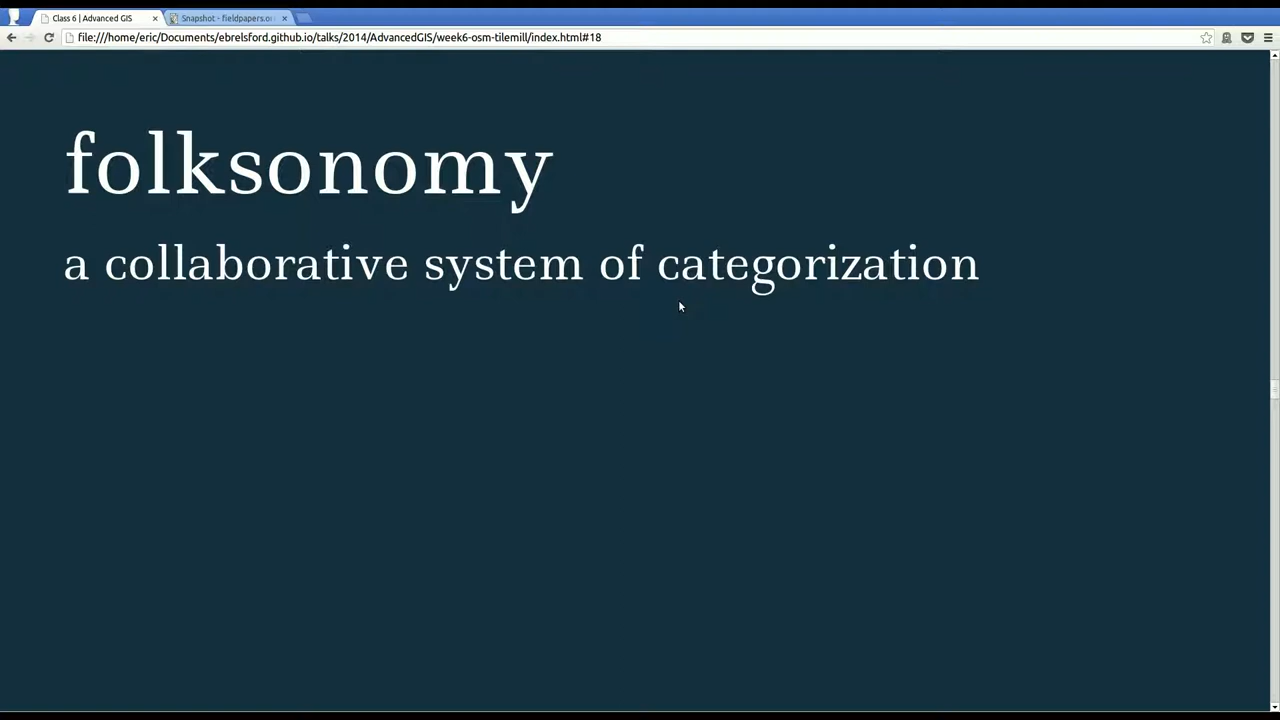 Class 6 | Advanced GIS
Snapshot - fieldpapers.or
file:///home/eric/Documents/ebrelsford.github.io/talks/2014/AdvancedGIS/week6-osm-tilemill/index.html#18
folksonomy
a collaborative system of categorization